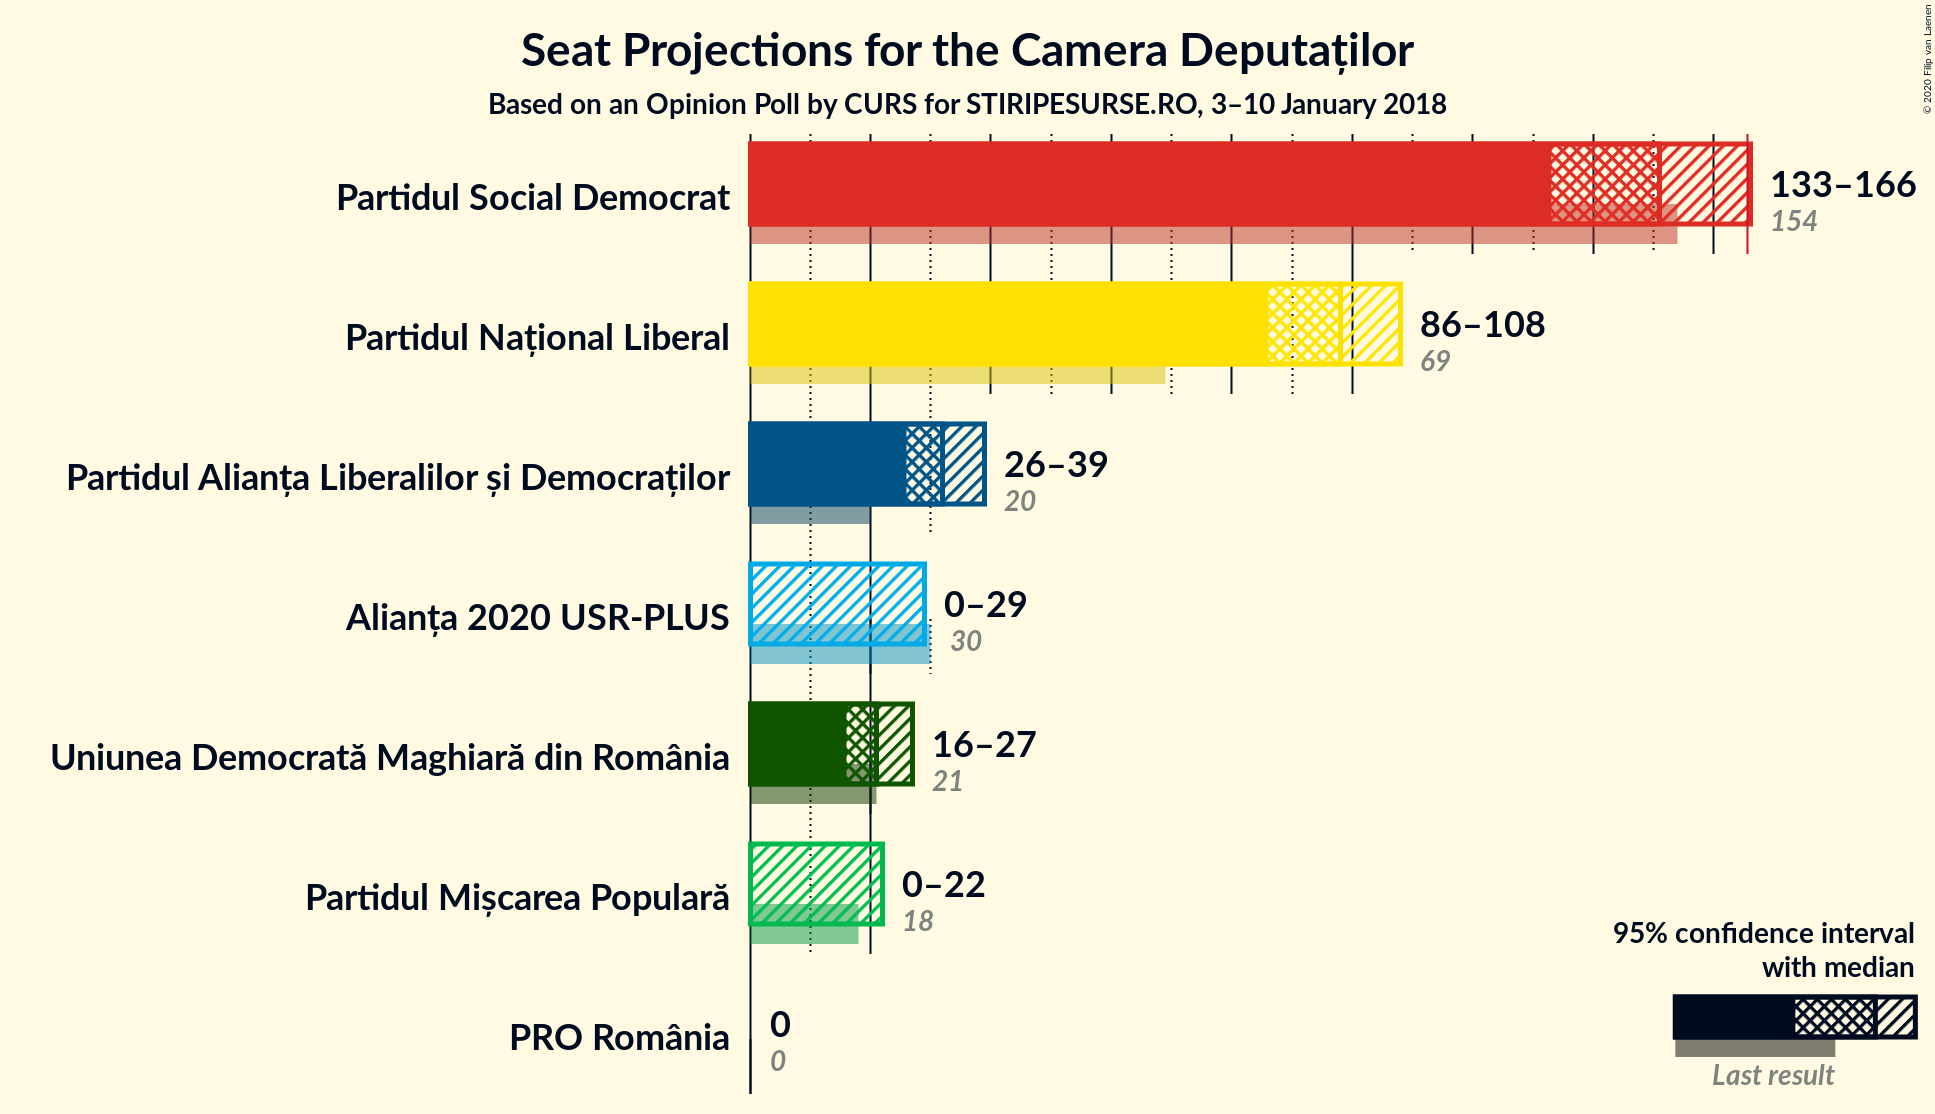 Seat Projections for the Camera Deputaților
Based on an Opinion Poll by CURS for STIRIPESURSE.RO, 3–10 January 2018
© 2020 Filip van Laenen
Partidul Social Democrat
133–166
154
Partidul Național Liberal
86–108
69
Partidul Alianța Liberalilor și Democraților
26–39
20
Alianța 2020 USR-PLUS
0–29
30
Uniunea Democrată Maghiară din România
16–27
21
Partidul Mișcarea Populară
0–22
18
PRO România
0
0
95% confidence interval
with median
Last result